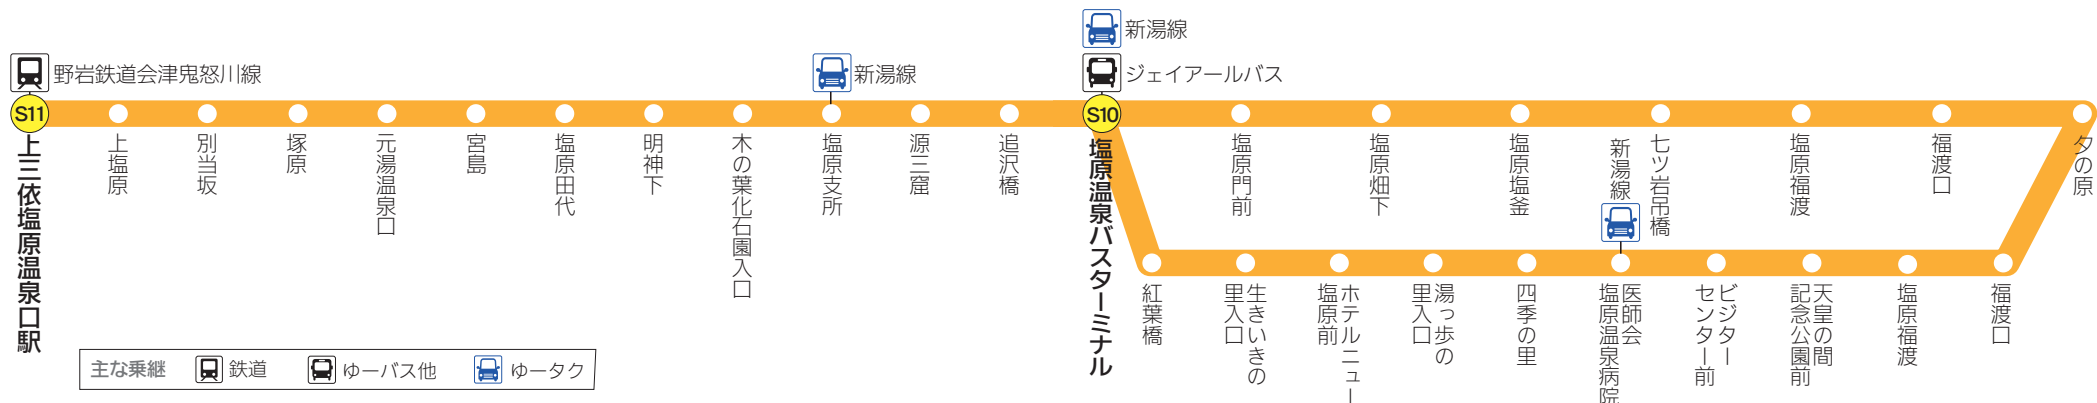 新湯線
野岩鉄道会津鬼怒川線
新湯線
ジェイアールバス
S11
S10
上三依塩原温泉口駅
上塩原
別当坂
塚原
元湯温泉口
宮島
塩原田代
明神下
木の葉化石園入口
塩原支所
源三窟
追沢橋
塩原温泉バスターミナル
塩原門前
塩原畑下
塩原塩釜
新湯線
七ツ岩吊橋
塩原福渡
福渡口
夕の原
紅葉橋
生きいきの
里入口
ホテルニュー
塩原前
湯っ歩の
里入口
四季の里
医師会
塩原温泉病院
ビジター
センター前
天皇の間
記念公園前
塩原福渡
福渡口
主な乗継
鉄道
ゆーバス他
ゆータク